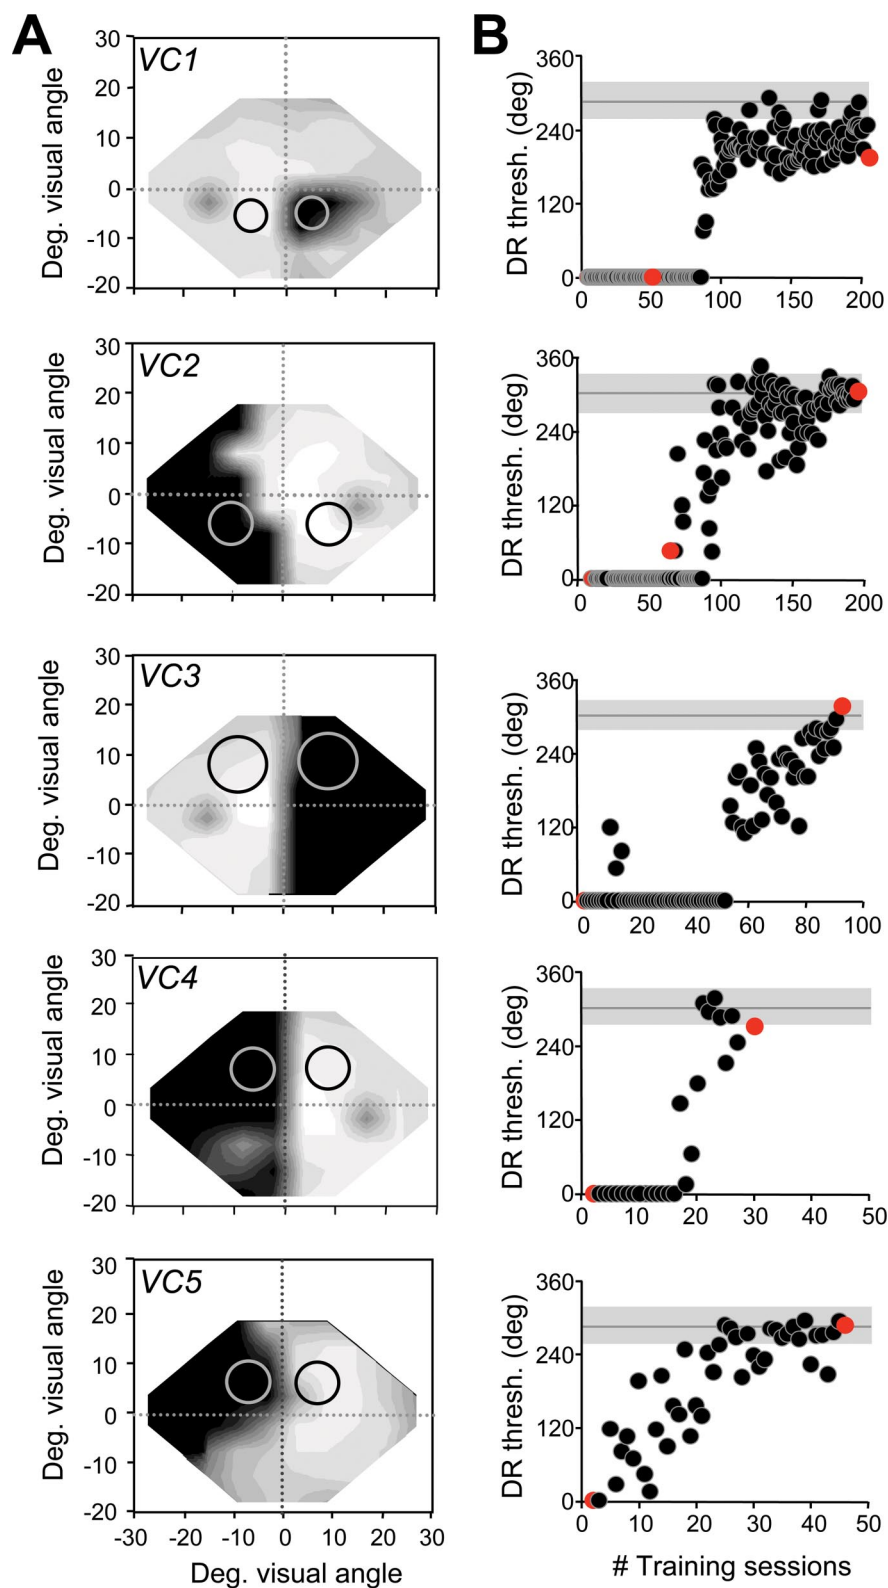 A
B
VC1
Deg. visual angle
30
20
10
0
-10
-20
DR thresh. (deg)
360
240
120
0
0 50 100 150 200
VC2
Deg. visual angle
30
20
10
0
-10
-20
DR thresh. (deg)
360
240
120
0
0 50 100 150 200
VC3
Deg. visual angle
30
20
10
0
-10
-20
DR thresh. (deg)
360
240
120
0
0 20 40 60 80 100
VC4
Deg. visual angle
30
20
10
0
-10
-20
DR thresh. (deg)
360
240
120
0
0 10 20 30 40 50
VC5
Deg. visual angle
30
20
10
0
-10
-20
-30 -20 -10 0 10 20 30
Deg. visual angle
DR thresh. (deg)
360
240
120
0
0 10 20 30 40 50
# Training sessions